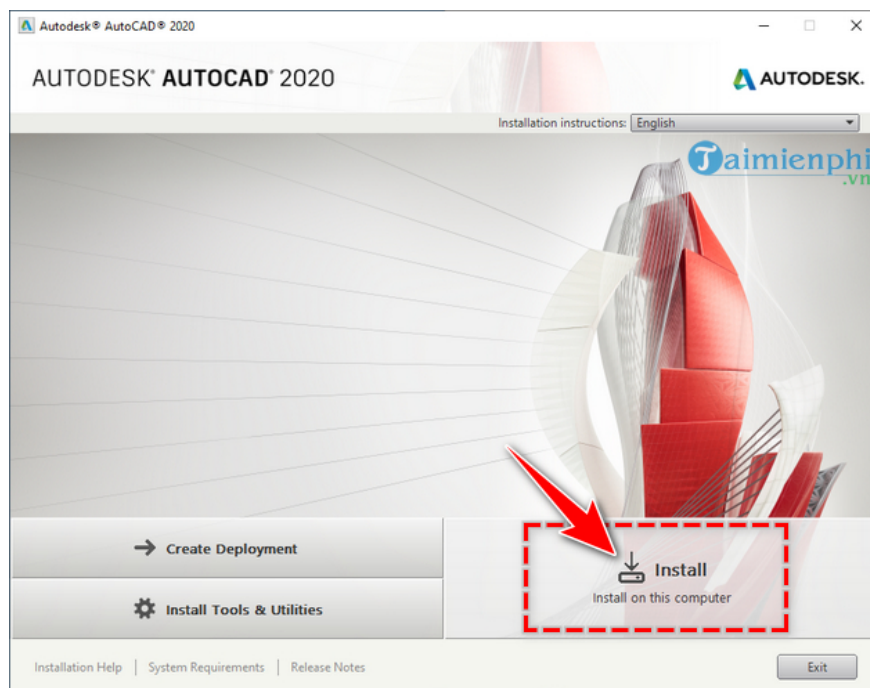 Autodesk® AutoCAD® 2020
AUTODESK® AUTOCAD® 2020
AUTODESK.
Installation instructions: English
Taimienphi
.vn
Create Deployment
Install
Install on this computer
Install Tools & Utilities
Installation Help | System Requirements | Release Notes
Exit